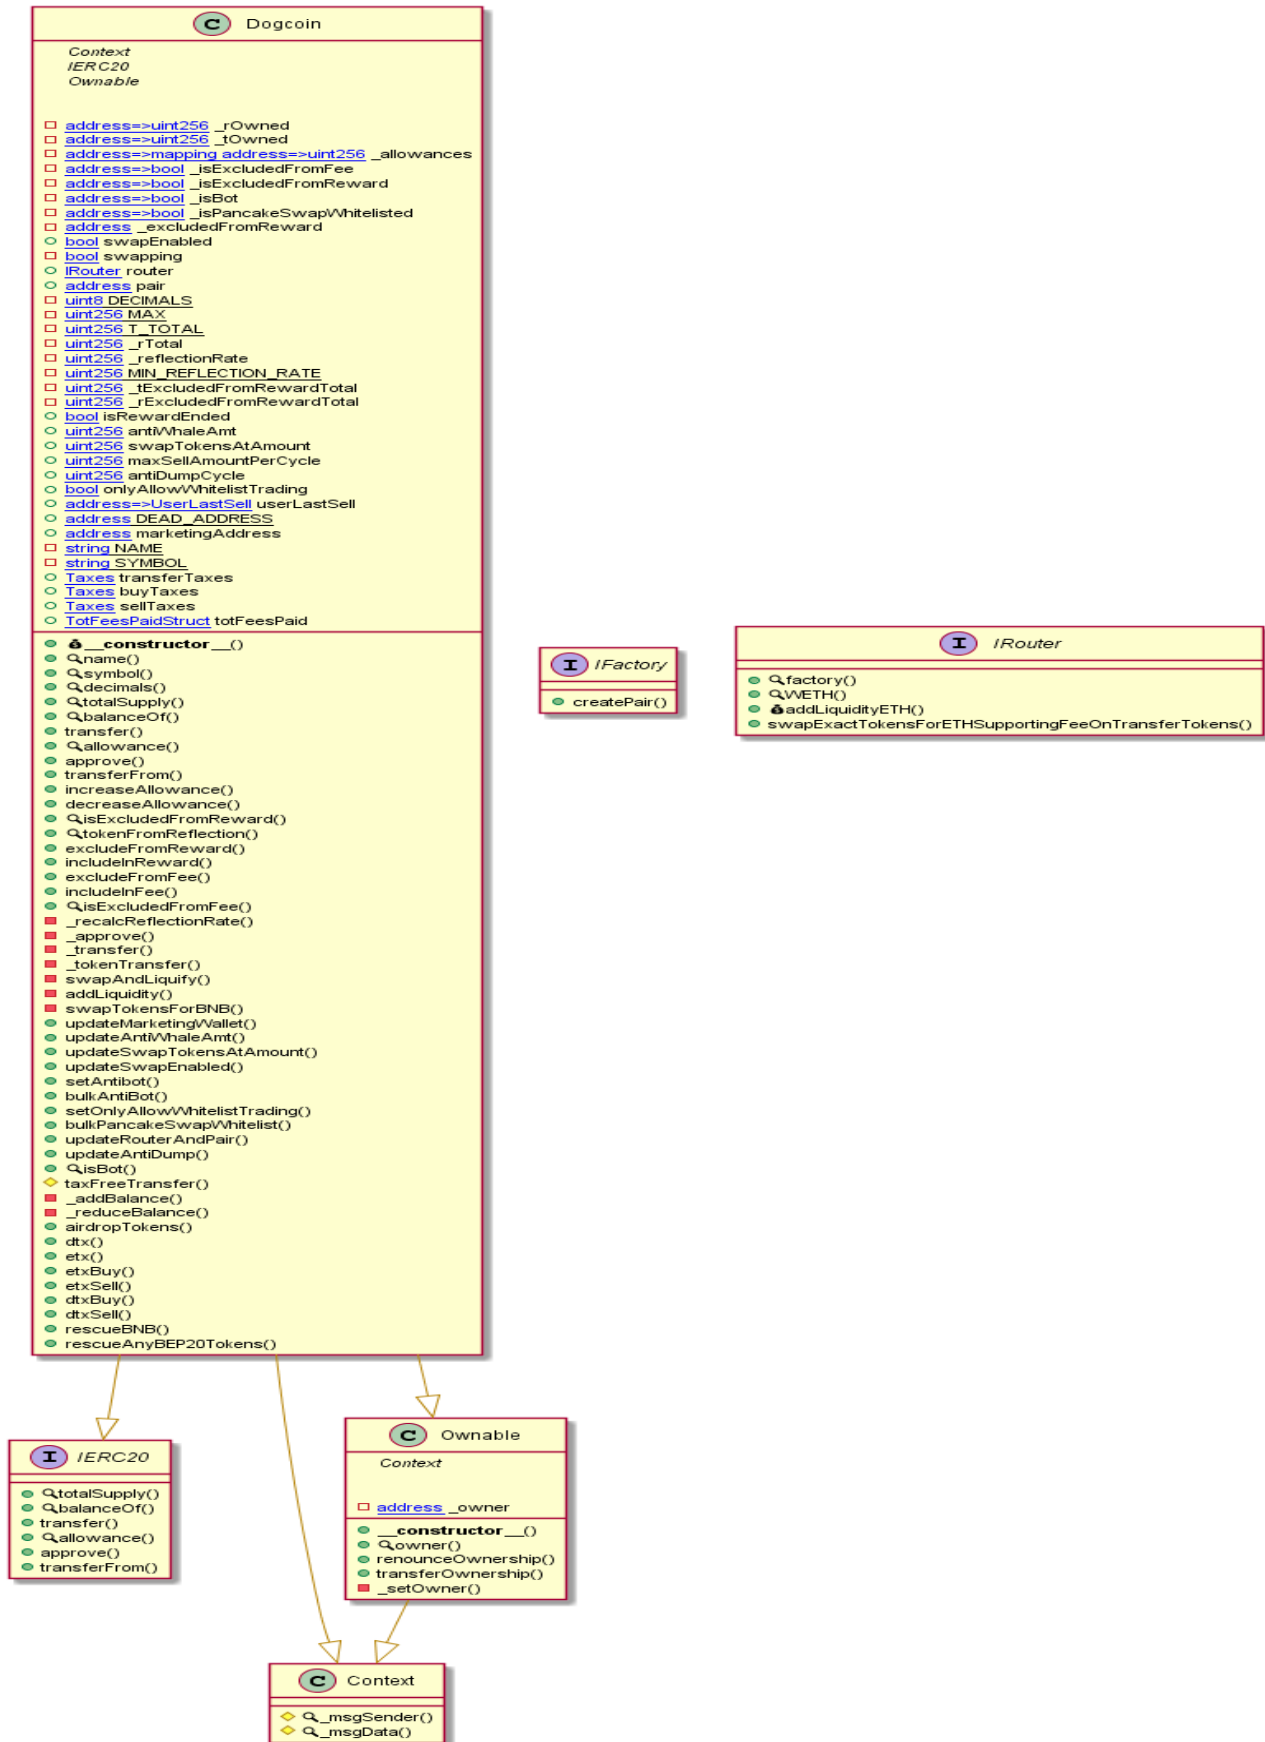 C Dogcoin
Context
IERC20
Ownable
address=>uint256 _rOwned
address=>uint256 _tOwned
address=>mapping address=>uint256 _allowances
address=>bool _isExcludedFromFee
address=>bool _isExcludedFromReward
address=>bool _isBot
address=>bool _isPancakeSwapWhitelisted
address _excludedFromReward
bool swapEnabled
bool swapping
IRouter router
address pair
uint8 DECIMALS
uint256 MAX
uint256 T_TOTAL
uint256 _rTotal
uint256 _reflectionRate
uint256 MIN_REFLECTION_RATE
uint256 _tExcludedFromRewardTotal
uint256 _rExcludedFromRewardTotal
bool isRewardEnded
uint256 antiWhaleAmt
uint256 swapTokensAtAmount
uint256 maxSellAmountPerCycle
uint256 antiDumpCycle
bool onlyAllowWhitelistTrading
address=>UserLastSell userLastSell
address DEAD_ADDRESS
address marketingAddress
string NAME
string SYMBOL
Taxes transferTaxes
Taxes buyTaxes
Taxes sellTaxes
TotFeesPaidStruct totFeesPaid
__constructor__()
name()
symbol()
decimals()
totalSupply()
balanceOf()
transfer()
allowance()
approve()
transferFrom()
increaseAllowance()
decreaseAllowance()
isExcludedFromReward()
tokenFromReflection()
excludeFromReward()
includeInReward()
excludeFromFee()
includeInFee()
isExcludedFromFee()
_recalcReflectionRate()
_approve()
_transfer()
_tokenTransfer()
swapAndLiquify()
addLiquidity()
swapTokensForBNB()
updateMarketingWallet()
updateAntiWhaleAmt()
updateSwapTokensAtAmount()
updateSwapEnabled()
setAntibot()
bulkAntiBot()
setOnlyAllowWhitelistTrading()
bulkPancakeSwapWhitelist()
updateRouterAndPair()
updateAntiDump()
isBot()
taxFreeTransfer()
_addBalance()
_reduceBalance()
airdropTokens()
dtx()
etx()
etxBuy()
etxSell()
dtxBuy()
dtxSell()
rescueBNB()
rescueAnyBEP20Tokens()
I IFactory
createPair()
I IRouter
factory()
WETH()
addLiquidityETH()
swapExactTokensForETHSupportingFeeOnTransferTokens()
I IERC20
totalSupply()
balanceOf()
transfer()
allowance()
approve()
transferFrom()
C Ownable
Context
address _owner
__constructor__()
owner()
renounceOwnership()
transferOwnership()
_setOwner()
C Context
_msgSender()
_msgData()